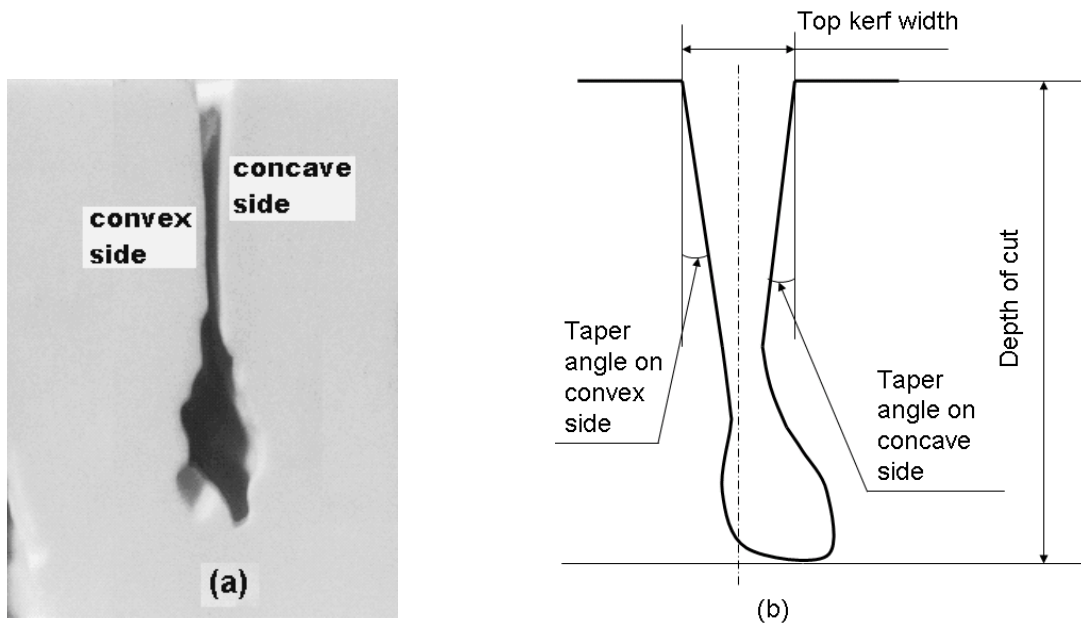 concave
side
convex
side
(a)
Top kerf width
Depth of cut
Taper
angle on
convex
side
Taper
angle on
concave
side
(b)